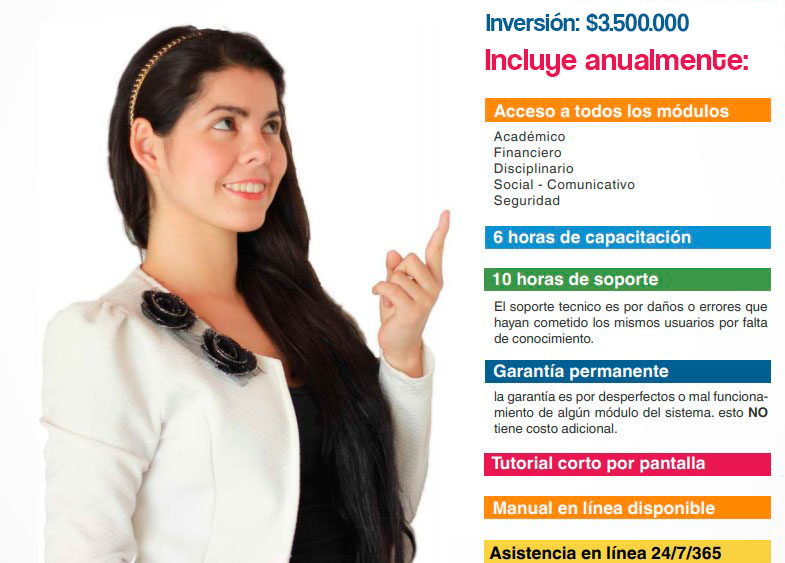 Inversión: $3.500.000
Incluye anualmente:
Acceso a todos los módulos
Académico
Financiero
Disciplinario
Social - Comunicativo
Seguridad
6 horas de capacitación
10 horas de soporte
El soporte tecnico es por daños o errores que
hayan cometido los mismos usuarios por falta
de conocimiento.
Garantía permanente
la garantía es por desperfectos o mal funciona-
miento de algún módulo del sistema. esto NO
tiene costo adicional.
Tutorial corto por pantalla
Manual en línea disponible
Asistencia en línea 24/7/365